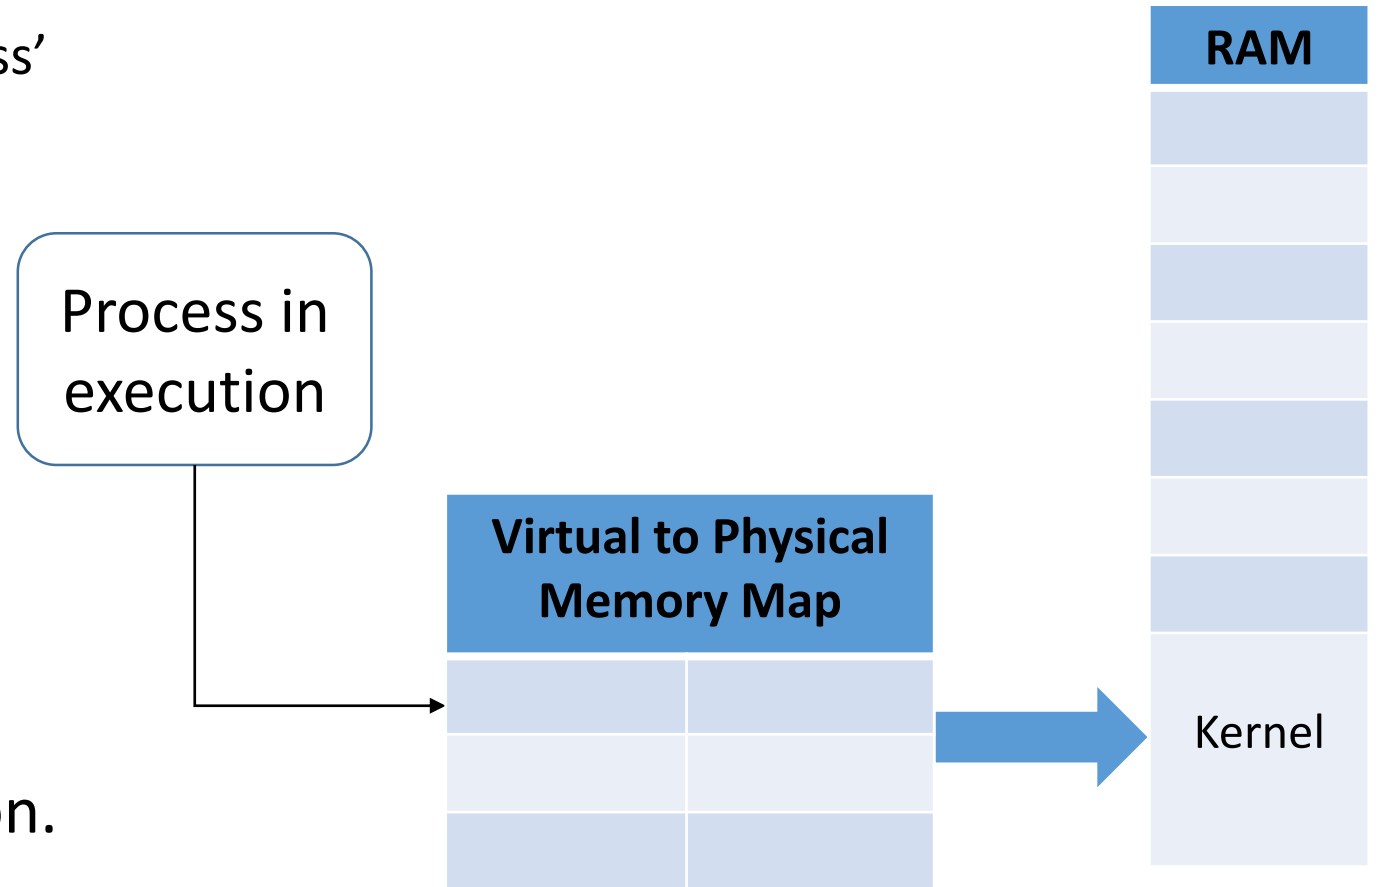 ss’
RAM
Process in
execution
Virtual to Physical
Memory Map
Kernel
on.